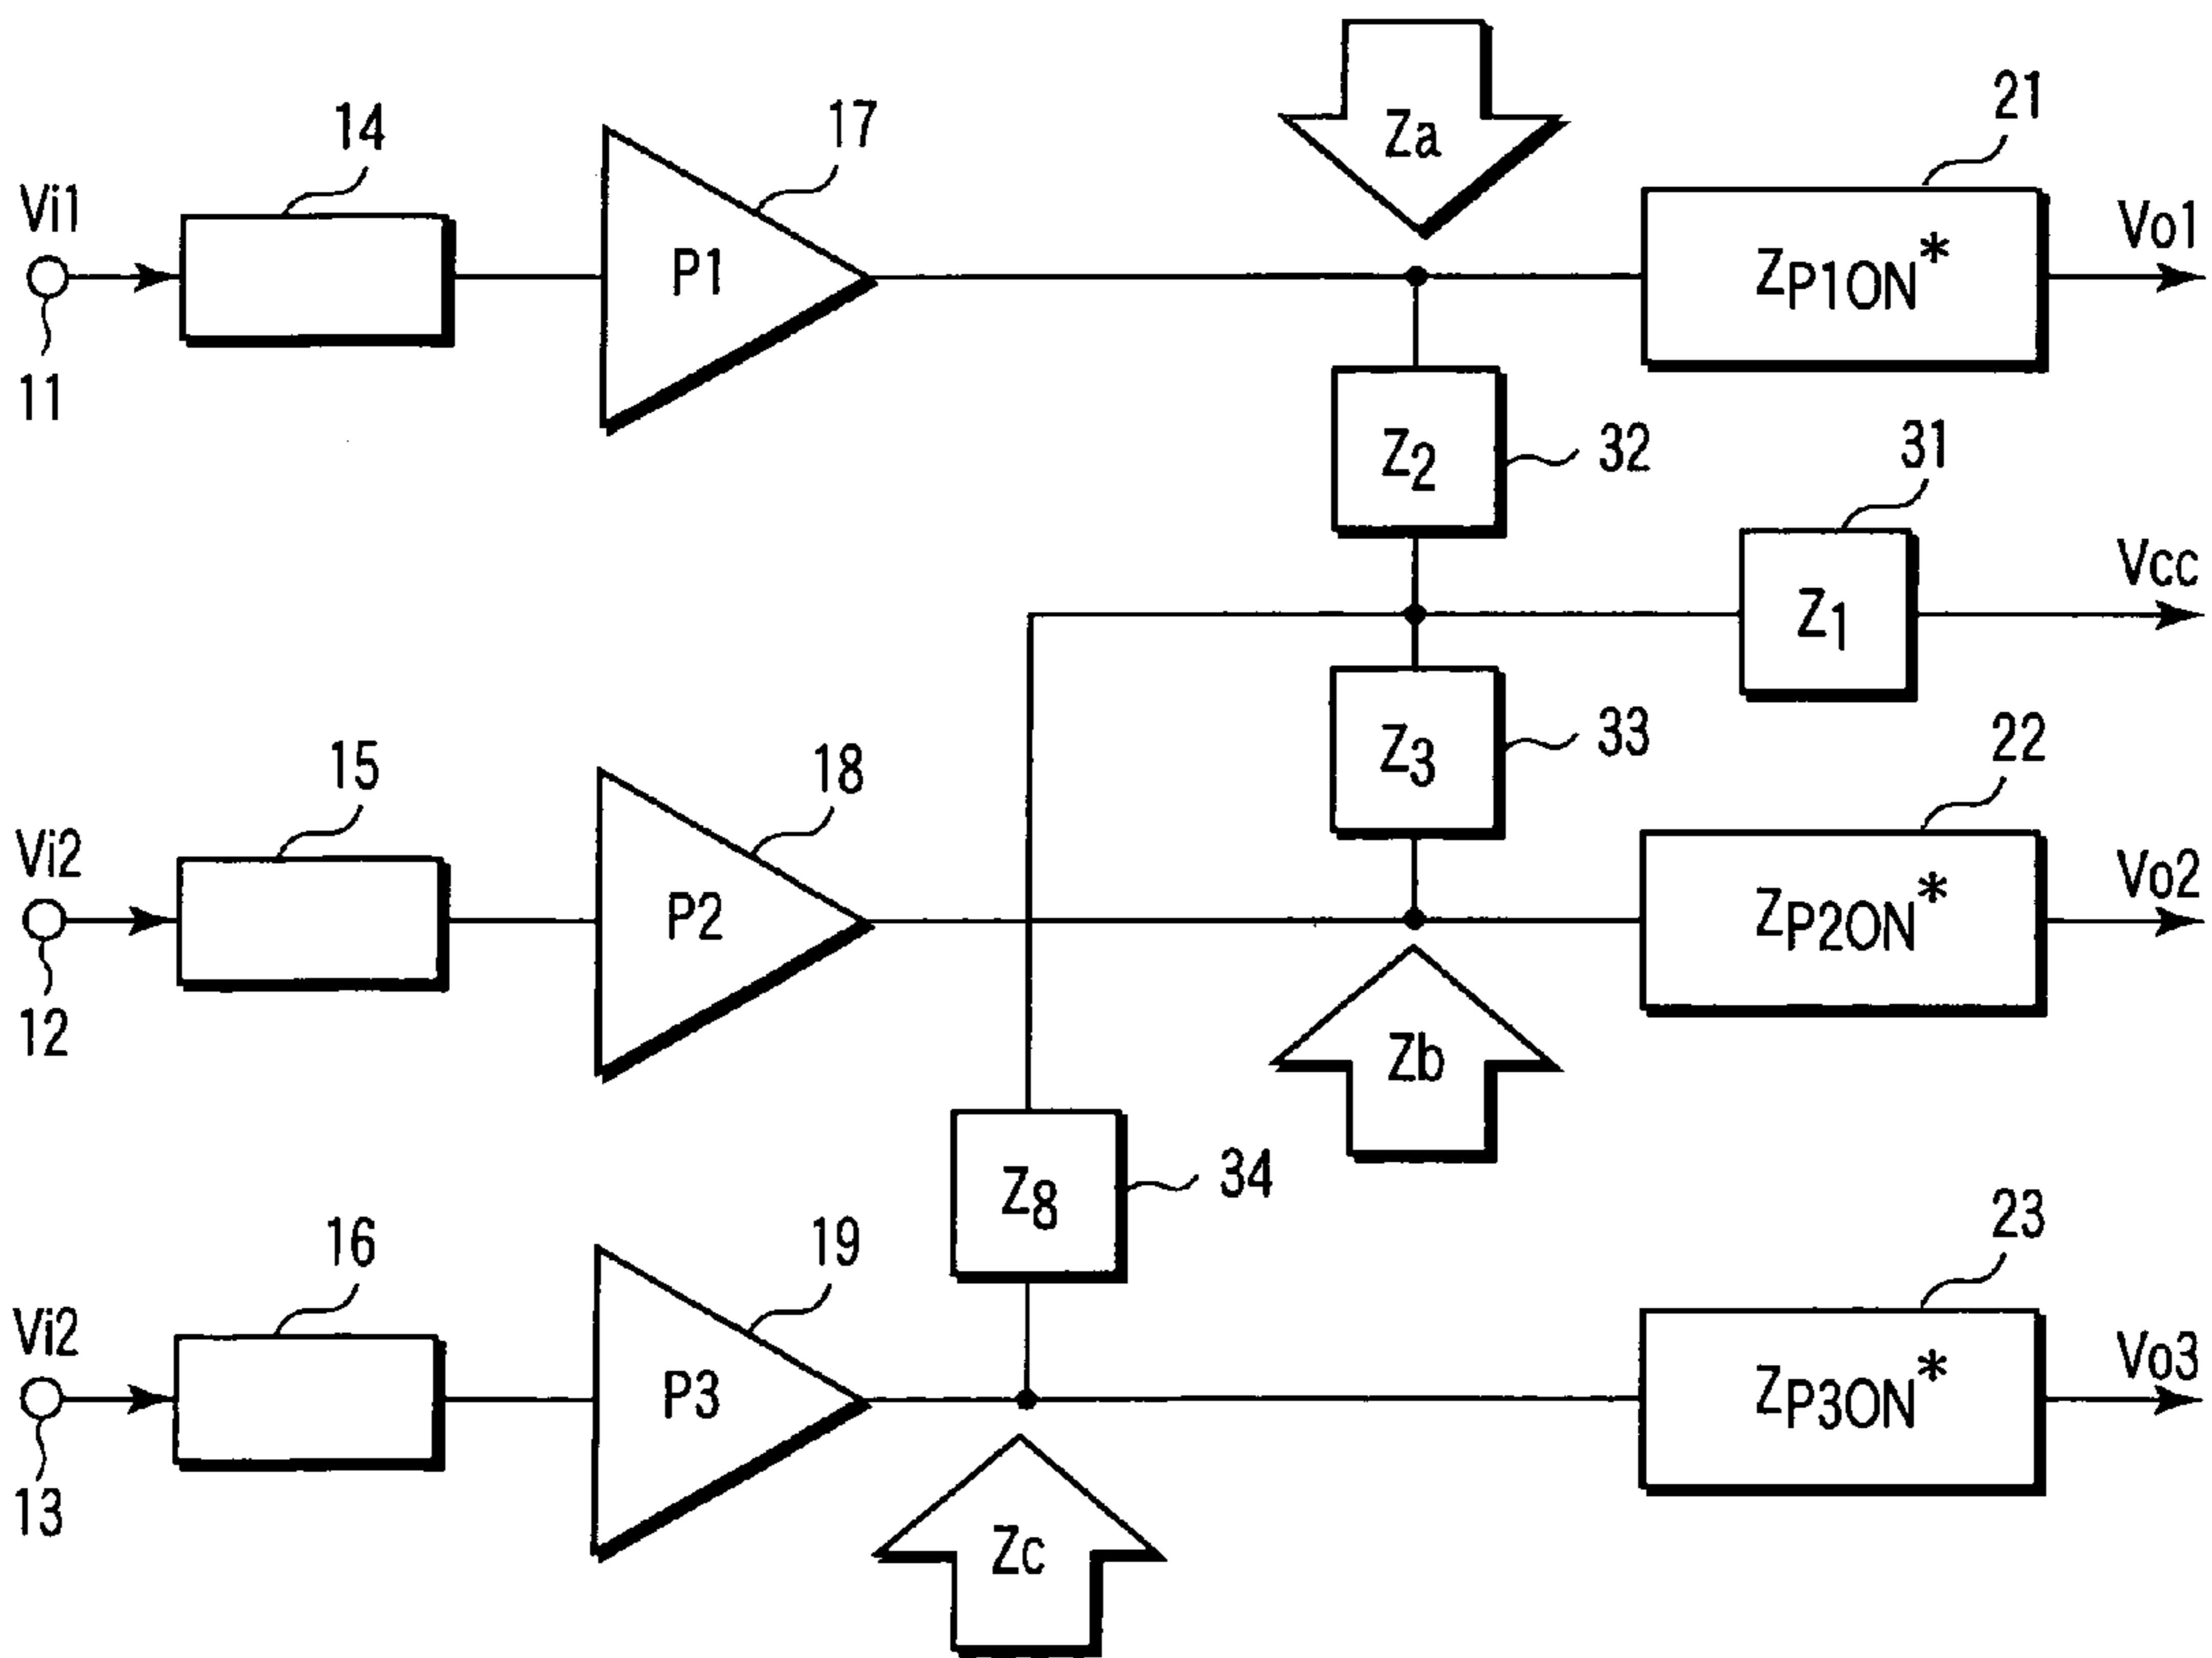 Vi1
11
14
P1
17
Za
21
ZP1ON*
Vo1
Z2
32
31
Z1
Vcc
Z3
33
Vi2
12
15
P2
18
22
ZP2ON*
Vo2
Zb
Z8
34
Vi2
13
16
P3
19
23
ZP3ON*
Vo3
Zc